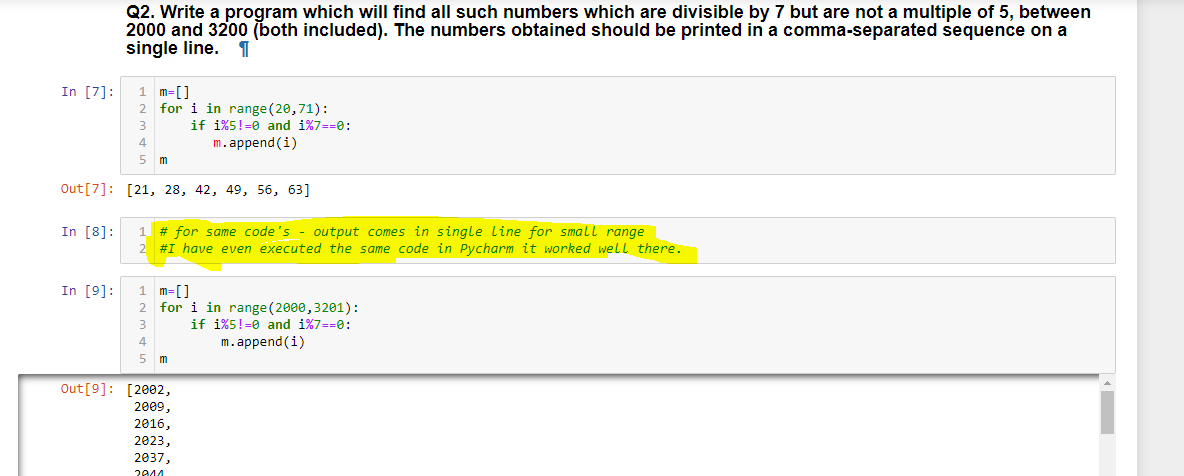 Q2. Write a program which will find all such numbers which are divisible by 7 but are not a multiple of 5, between
2000 and 3200 (both included). The numbers obtained should be printed in a comma-separated sequence on a
single line. ¶
In [7]:
1 m=[]
2 for i in range(20,71):
3     if i%5!=0 and i%7==0:
4        m.append(i)
5 m
Out[7]: [21, 28, 42, 49, 56, 63]
In [8]:
1 # for same code's - output comes in single line for small range
2 #I have even executed the same code in Pycharm it worked well there.
In [9]:
1 m=[]
2 for i in range(2000,3201):
3     if i%5!=0 and i%7==0:
4         m.append(i)
5 m
Out[9]: [2002,
2009,
2016,
2023,
2037,
2044